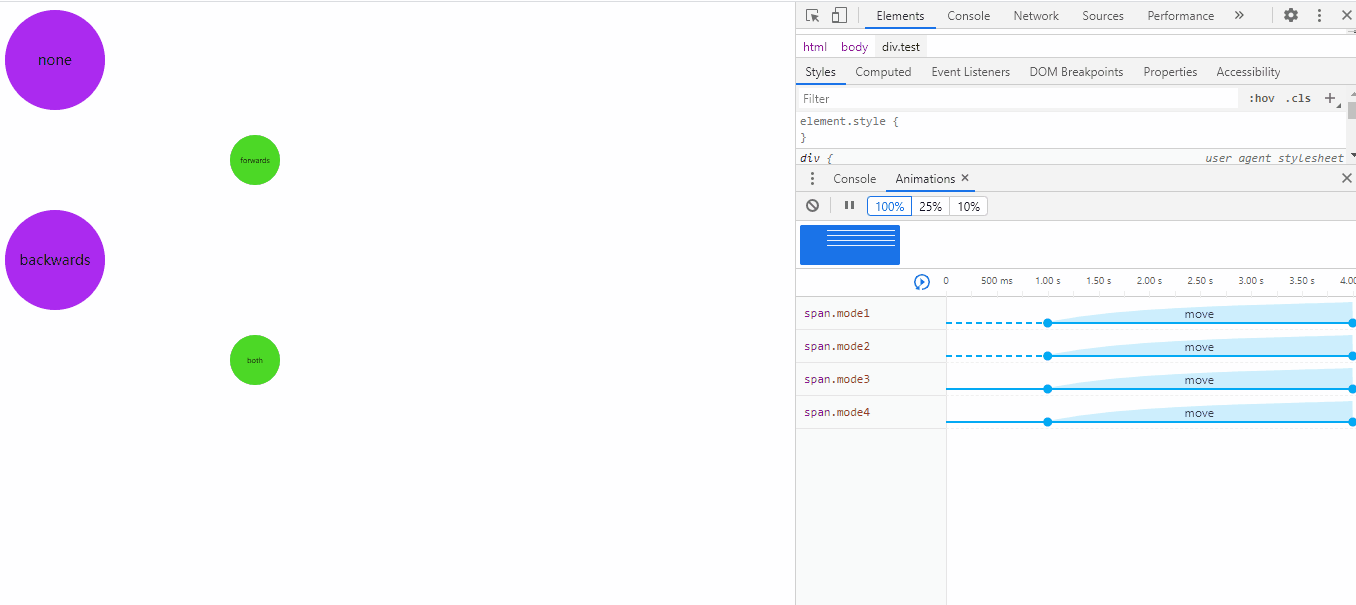 none
forwards
backwards
both
Elements Console Network Sources Performance »
html body div.test
Styles Computed Event Listeners DOM Breakpoints Properties Accessibility
Filter :hov .cls +
element.style {
}
div { user agent stylesheet
Console Animations ×
100% 25% 10%
0 500 ms 1.00 s 1.50 s 2.00 s 2.50 s 3.00 s 3.50 s 4.00
span.mode1 move
span.mode2 move
span.mode3 move
span.mode4 move